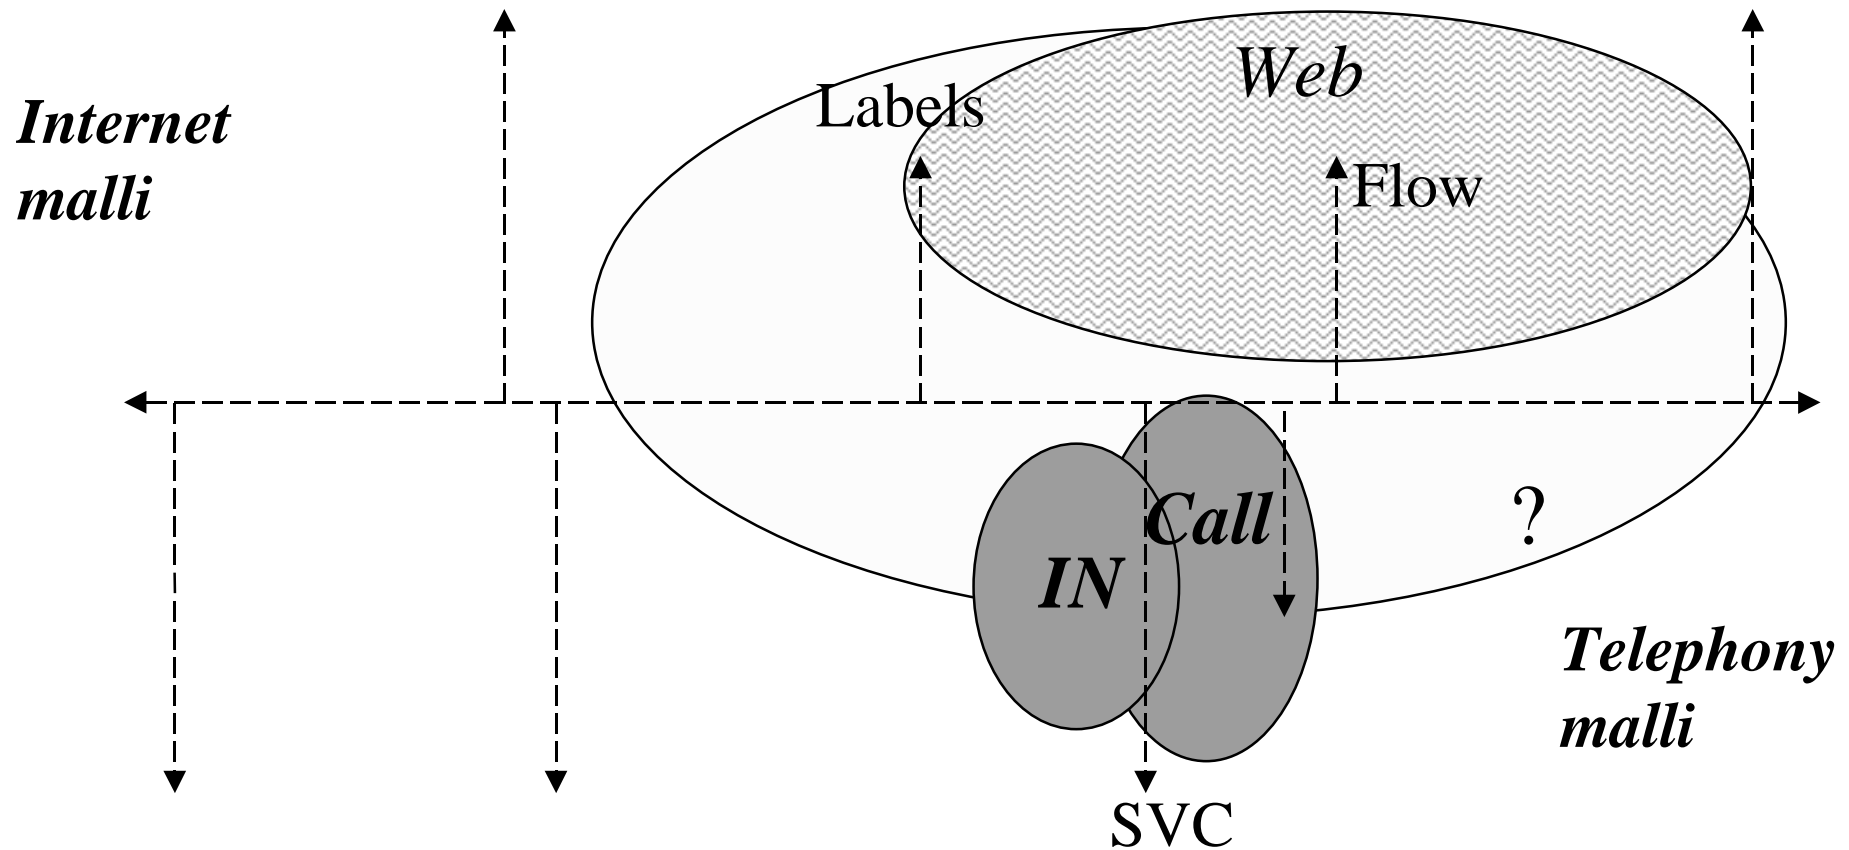 Web
Labels
Internet
malli
Flow
Call
?
IN
Telephony
malli
SVC